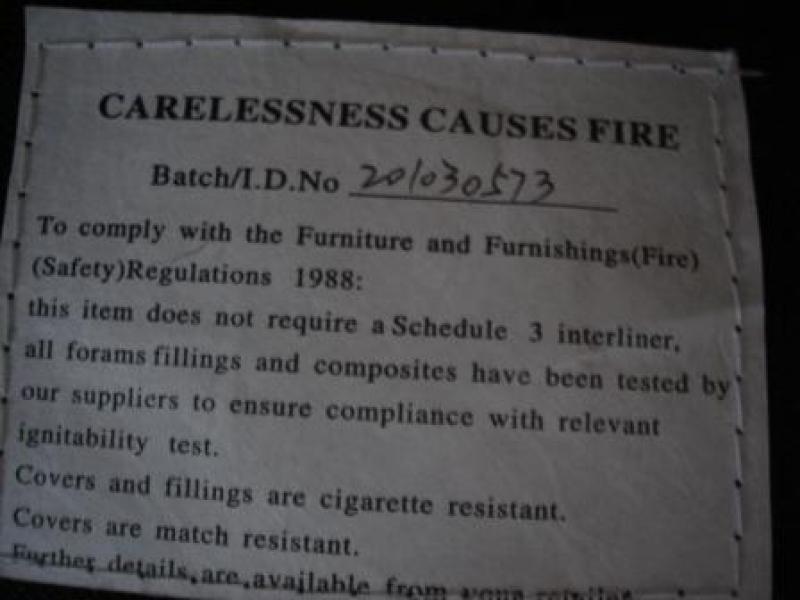 CARELESSNESS CAUSES FIRE
Batch/I.D.No 201030573
To comply with the Furniture and Furnishings(Fire)
(Safety)Regulations 1988:
this item does not require a Schedule 3 interliner,
all forams fillings and composites have been tested by
our suppliers to ensure compliance with relevant
ignitability test.
Covers and fillings are cigarette resistant.
Covers are match resistant.
Further details, are, available from your retailer